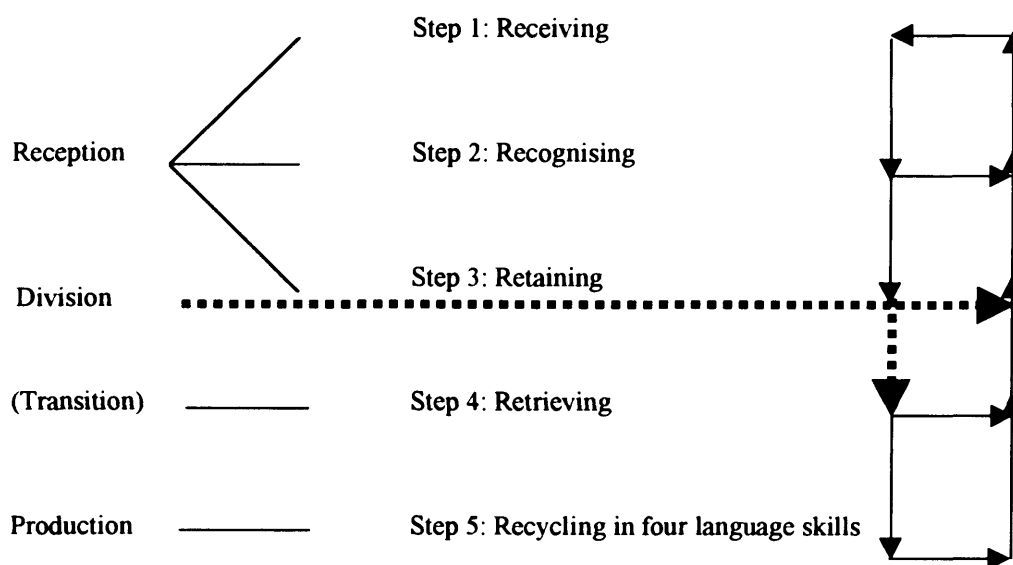 Step 1: Receiving
Reception
Step 2: Recognising
Step 3: Retaining
Division
(Transition)
Step 4: Retrieving
Production
Step 5: Recycling in four language skills